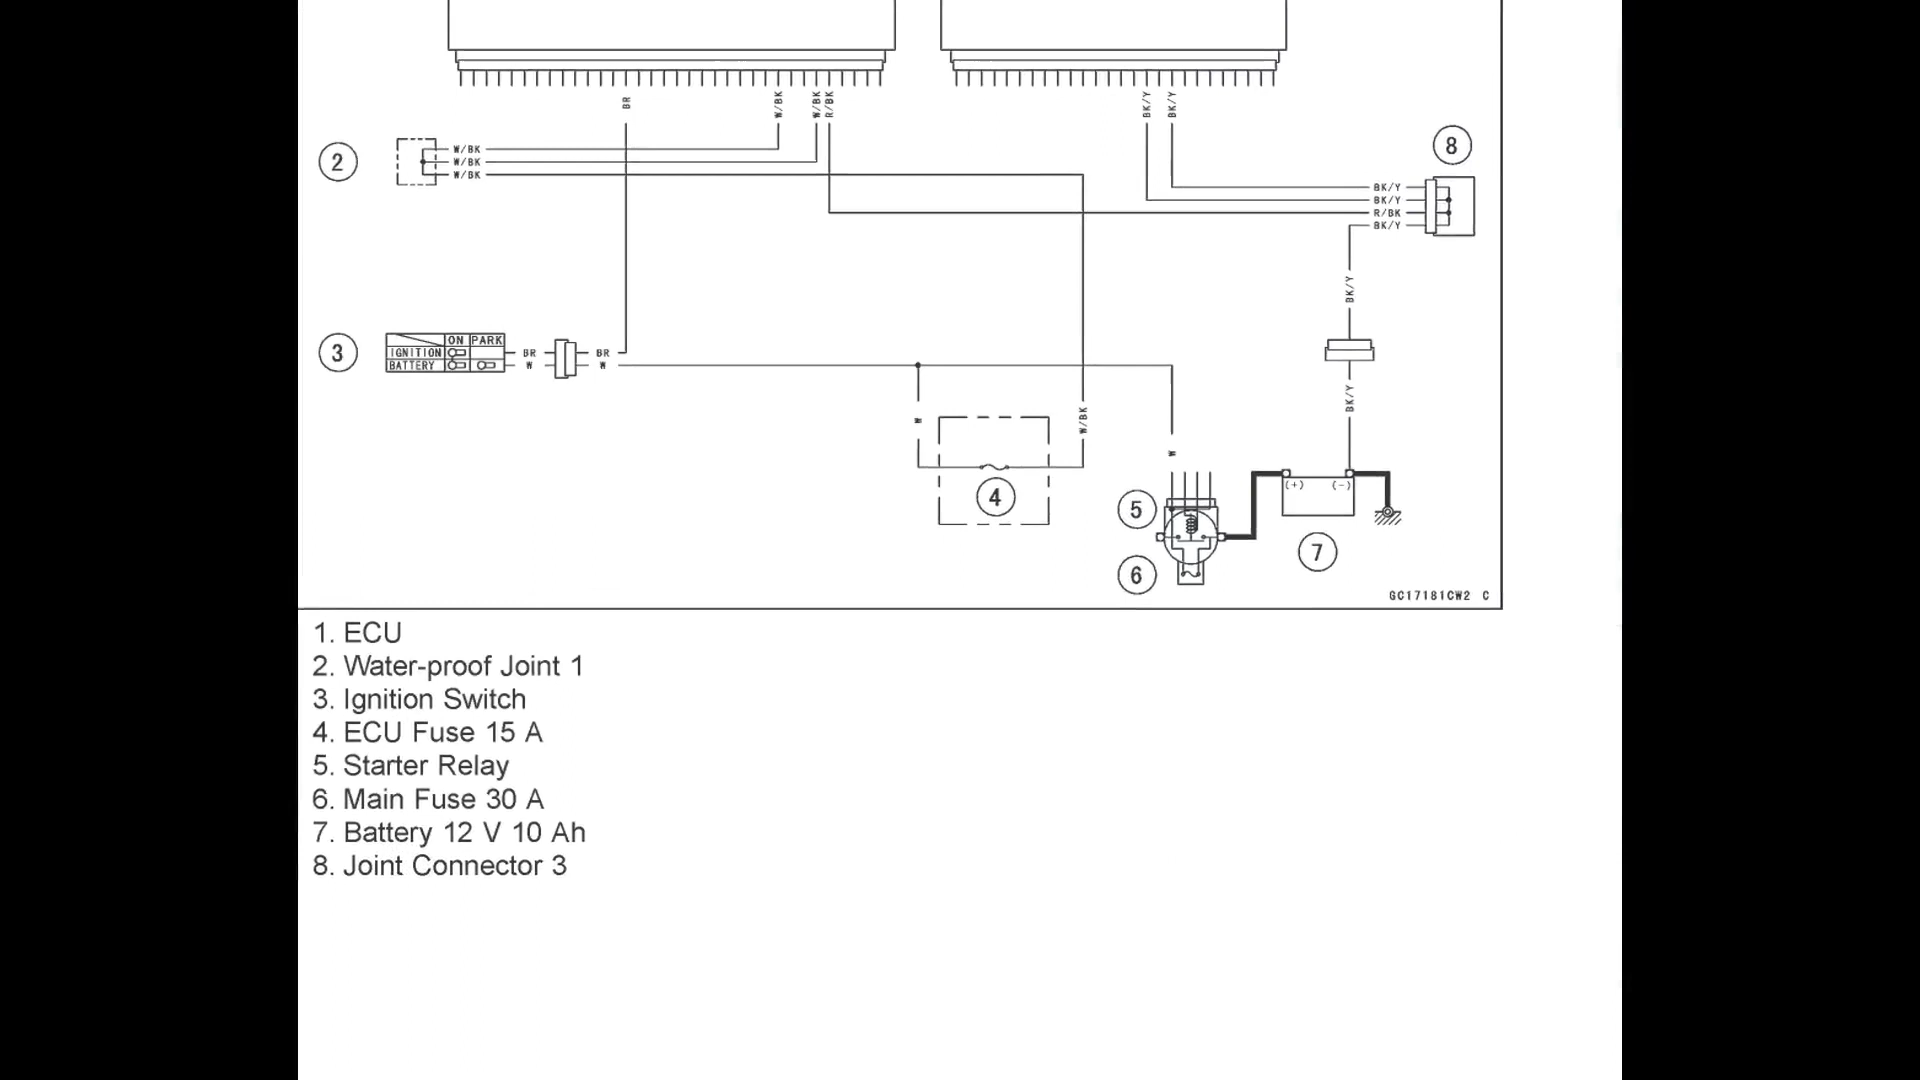 BR
W/BK
W/BK
R/BK
BK/Y
BK/Y
8
2
W/BK
W/BK
W/BK
BK/Y
BK/Y
R/BK
BK/Y
BK/Y
3
ON PARK
IGNITION
BATTERY
BR
W
BR
W
BK/Y
W
W/BK
W
4
5
(+) (-)
7
6
GC17181CW2 C
1. ECU
2. Water-proof Joint 1
3. Ignition Switch
4. ECU Fuse 15 A
5. Starter Relay
6. Main Fuse 30 A
7. Battery 12 V 10 Ah
8. Joint Connector 3